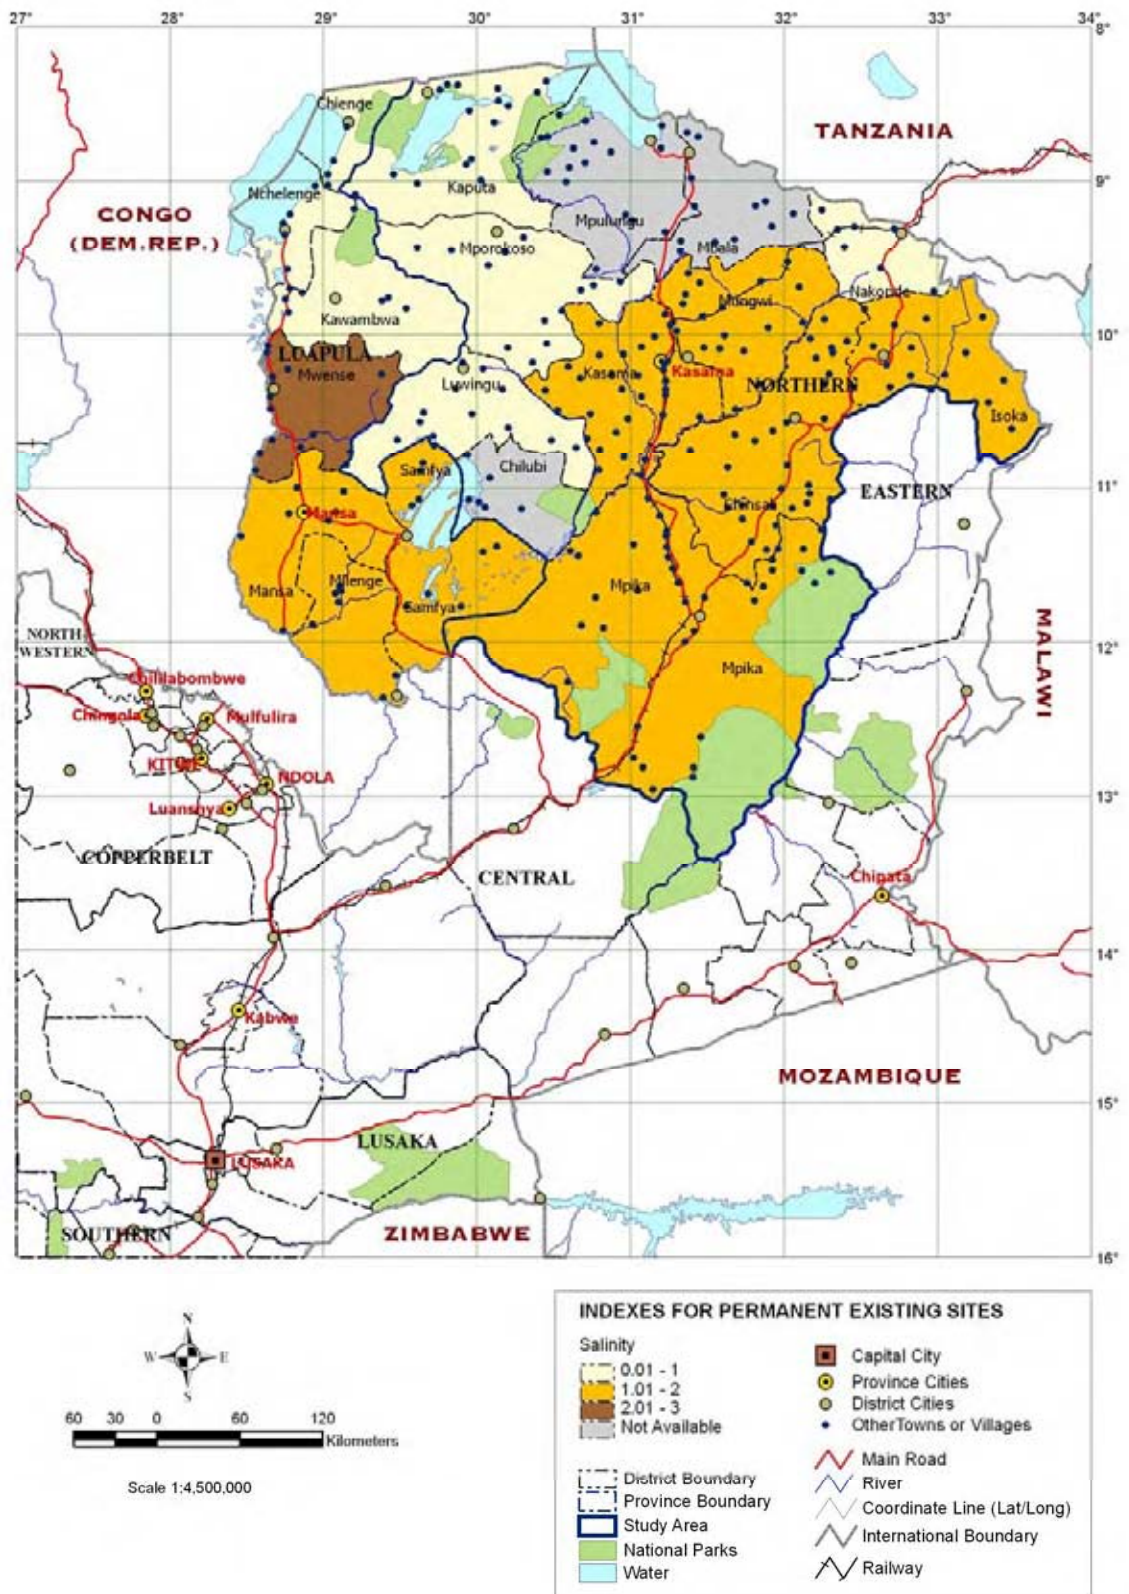 27° 28° 29° 30° 31° 32° 33° 34°
8°
Chienge
TANZANIA
9°
Nchelenge
Kaputa
CONGO
(DEM.REP.)
Mpulungu
Mporokoso
Mbala
Nakonde
Mungwi
Kawambwa
10°
LUAPULA
Mwense
Luwingu
Kasama
Kasama
NORTHERN
Isoka
Samfya
Chilubi
EASTERN
11°
Chinsali
Mansa
Mansa
Milenge
Samfya
Mpika
12°
NORTH
WESTERN
MALAWI
Mpika
Chililabombwe
Chingola
Mulfulira
KITWE
NDOLA
Luanshya
13°
COPPERBELT
CENTRAL
Chipata
14°
Kabwe
MOZAMBIQUE
15°
LUSAKA
LUSAKA
SOUTHERN
ZIMBABWE
16°
N
W E
S
60 30 0 60 120
Kilometers
Scale 1:4,500,000
INDEXES FOR PERMANENT EXISTING SITES
Salinity
0.01 - 1
1.01 - 2
2.01 - 3
Not Available
District Boundary
Province Boundary
Study Area
National Parks
Water
Capital City
Province Cities
District Cities
OtherTowns or Villages
Main Road
River
Coordinate Line (Lat/Long)
International Boundary
Railway